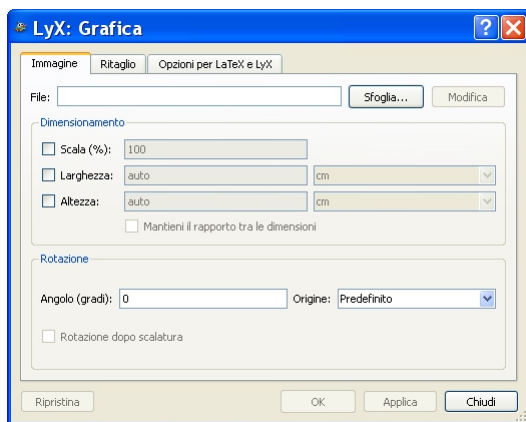 LyX: Grafica
Immagine Ritaglio Opzioni per LaTeX e LyX
File: Sfoglia... Modifica
Dimensionamento
Scala (%): 100
Larghezza: auto cm
Altezza: auto cm
Mantieni il rapporto tra le dimensioni
Rotazione
Angolo (gradi): 0 Origine: Predefinito
Rotazione dopo scalatura
Ripristina OK Applica Chiudi